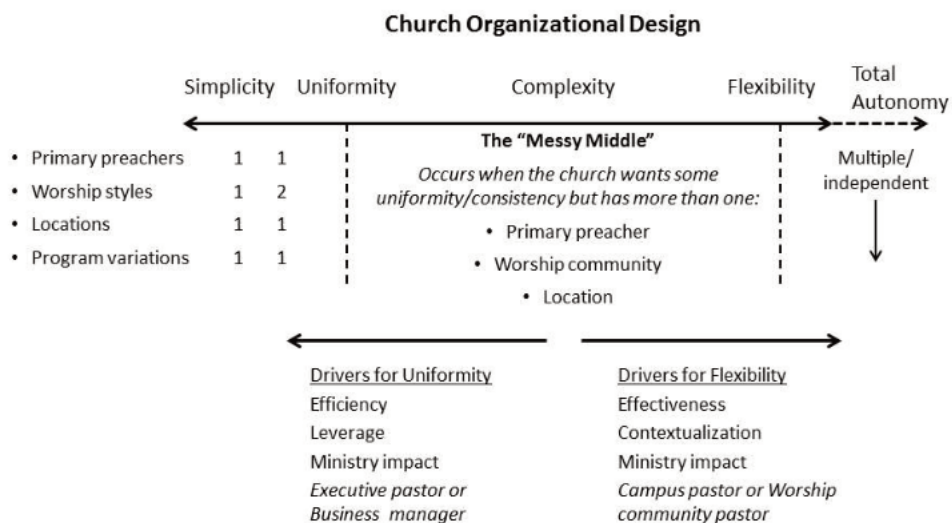 Church Organizational Design
Simplicity Uniformity Complexity Flexibility Total
Autonomy
The “Messy Middle”
• Primary preachers 1 1
• Worship styles 1 2
• Locations 1 1
• Program variations 1 1
Occurs when the church wants some
uniformity/consistency but has more than one:
• Primary preacher
• Worship community
• Location
Multiple/
independent
Drivers for Uniformity
Efficiency
Leverage
Ministry impact
Executive pastor or
Business manager
Drivers for Flexibility
Effectiveness
Contextualization
Ministry impact
Campus pastor or Worship
community pastor